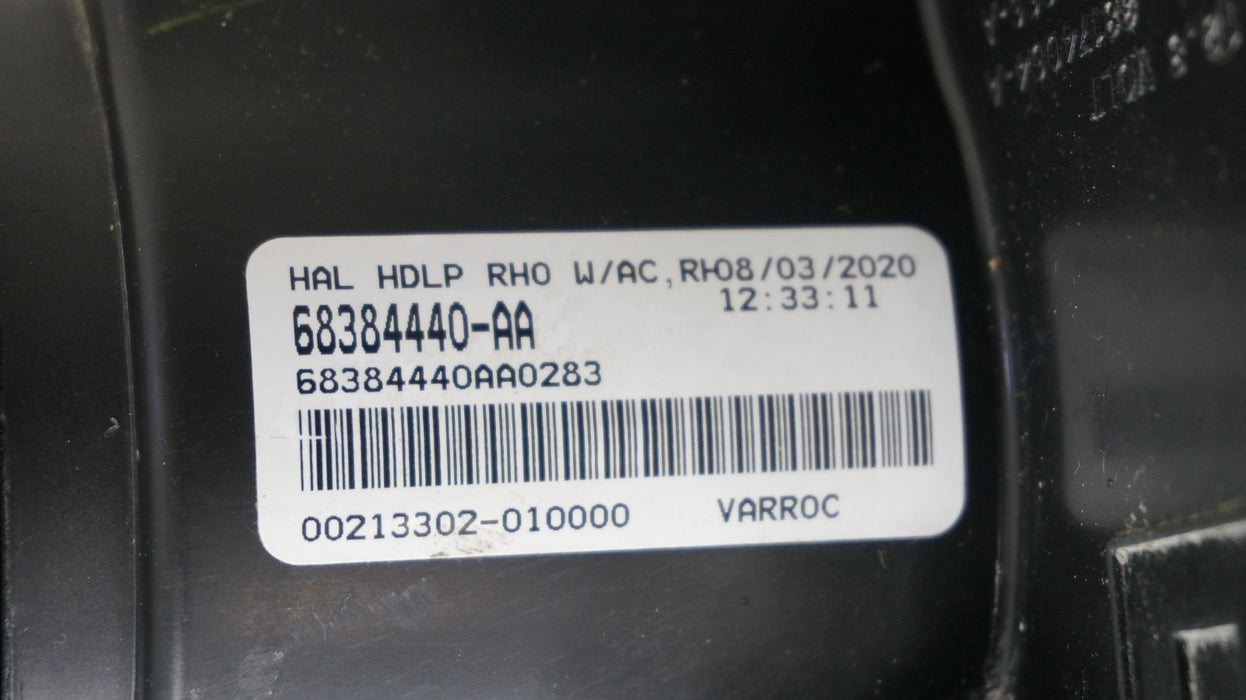 HAL HDLP RHO W/AC,RH08/03/2020
12:33:11
68384440-AA
68384440AA0283
00213302-010000 VARROC